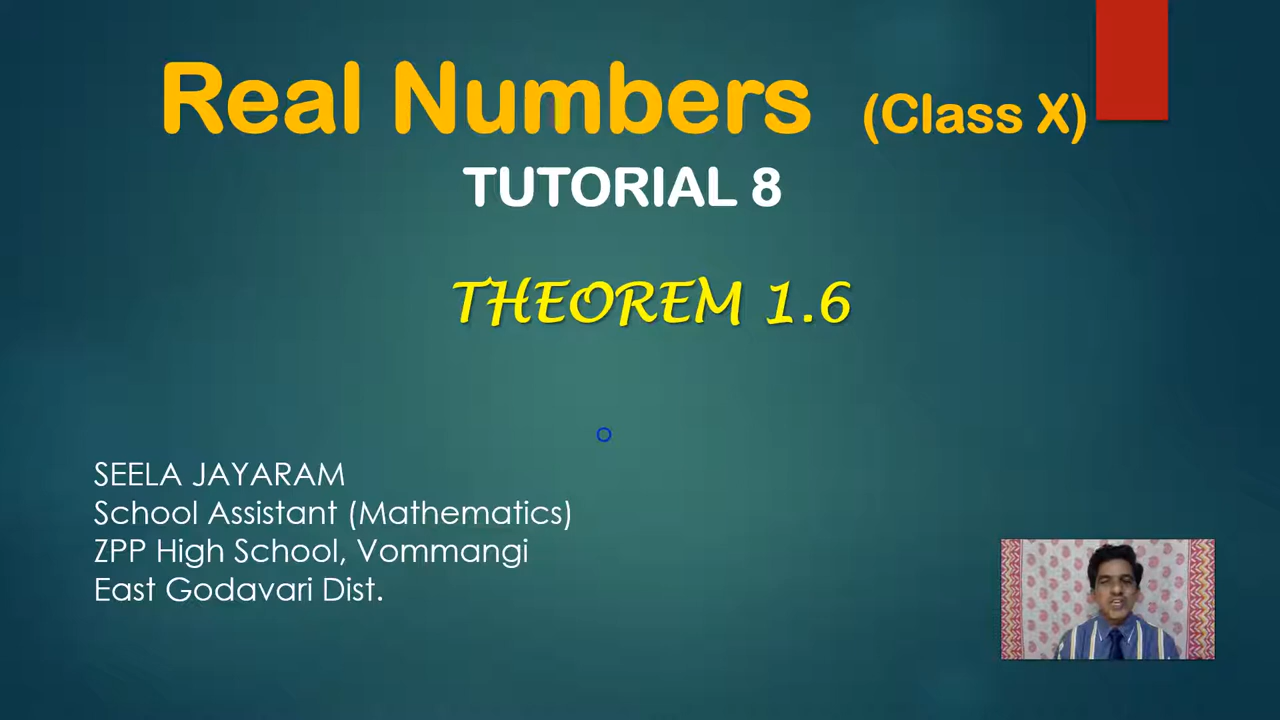 Real Numbers (Class X)
TUTORIAL 8
THEOREM 1.6
SEELA JAYARAM
School Assistant (Mathematics)
ZPP High School, Vommangi
East Godavari Dist.